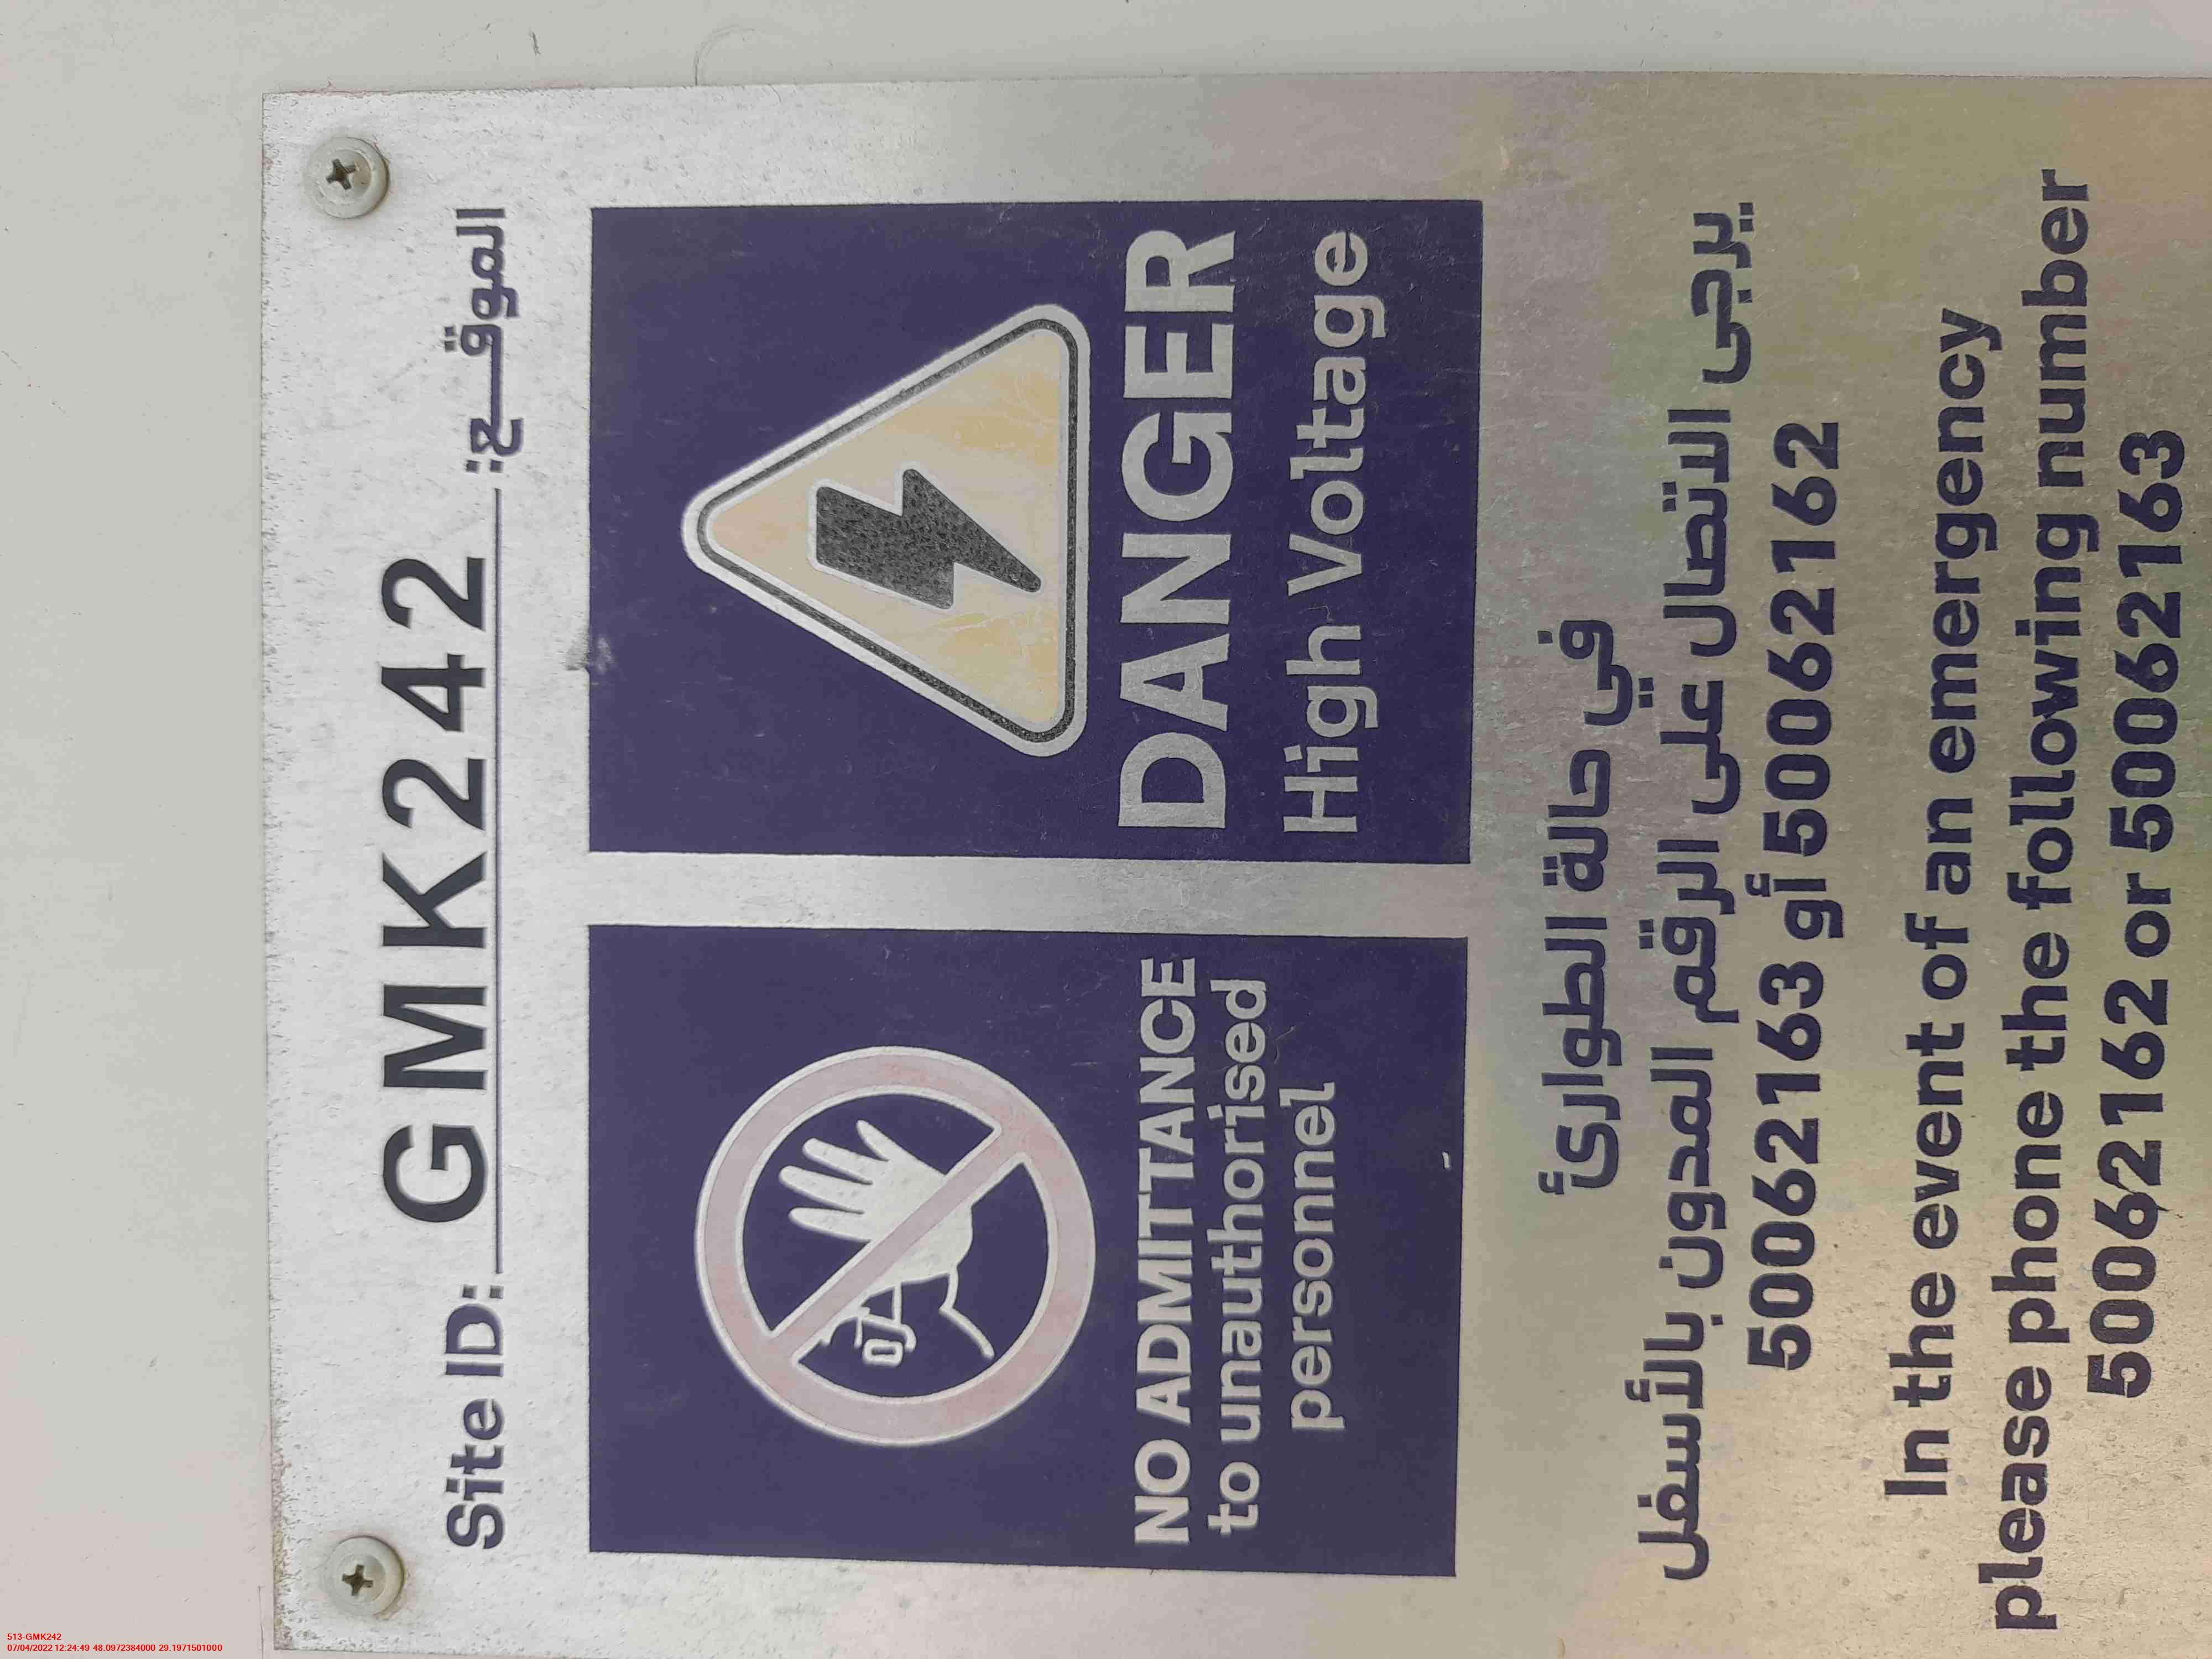 Site ID: GMK242 الموقـع:
NO ADMITTANCE
to unauthorised
personnel
DANGER
High Voltage
في حالة الطوارئ
يرجى الاتصال على الرقم المدون بالأسفل
50062162 أو 50062163
In the event of an emergency
please phone the following number
50062162 or 50062163
513-GMK242
07/04/2022 12:24:49 48.0972384000 29.1971501000